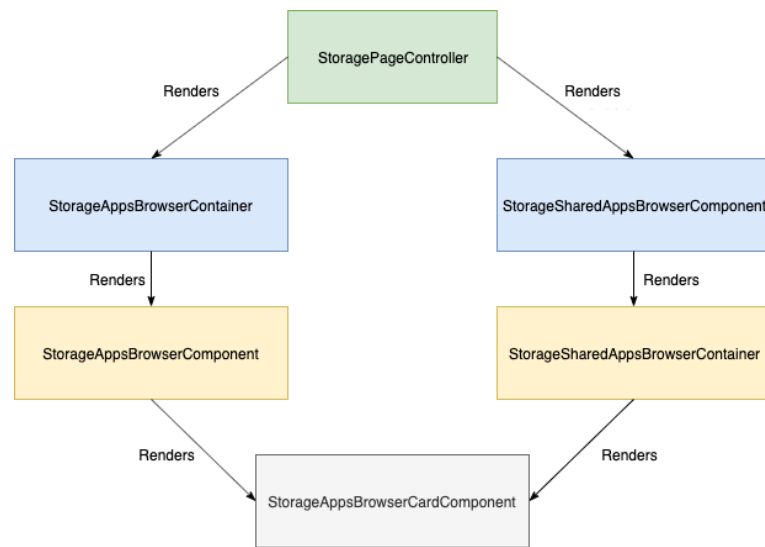 StoragePageController
Renders
Renders
StorageAppsBrowserContainer
StorageSharedAppsBrowserComponent
Renders
Renders
StorageAppsBrowserComponent
StorageSharedAppsBrowserContainer
Renders
Renders
StorageAppsBrowserCardComponent